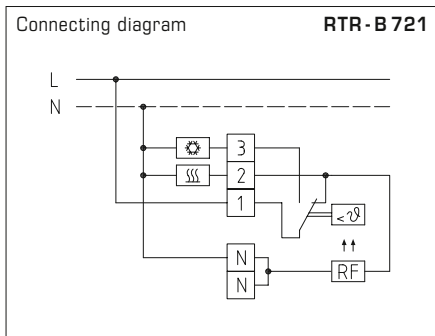 Connecting diagram RTR-B 721
L
N
3
2
1
<ϑ
N
N
RF